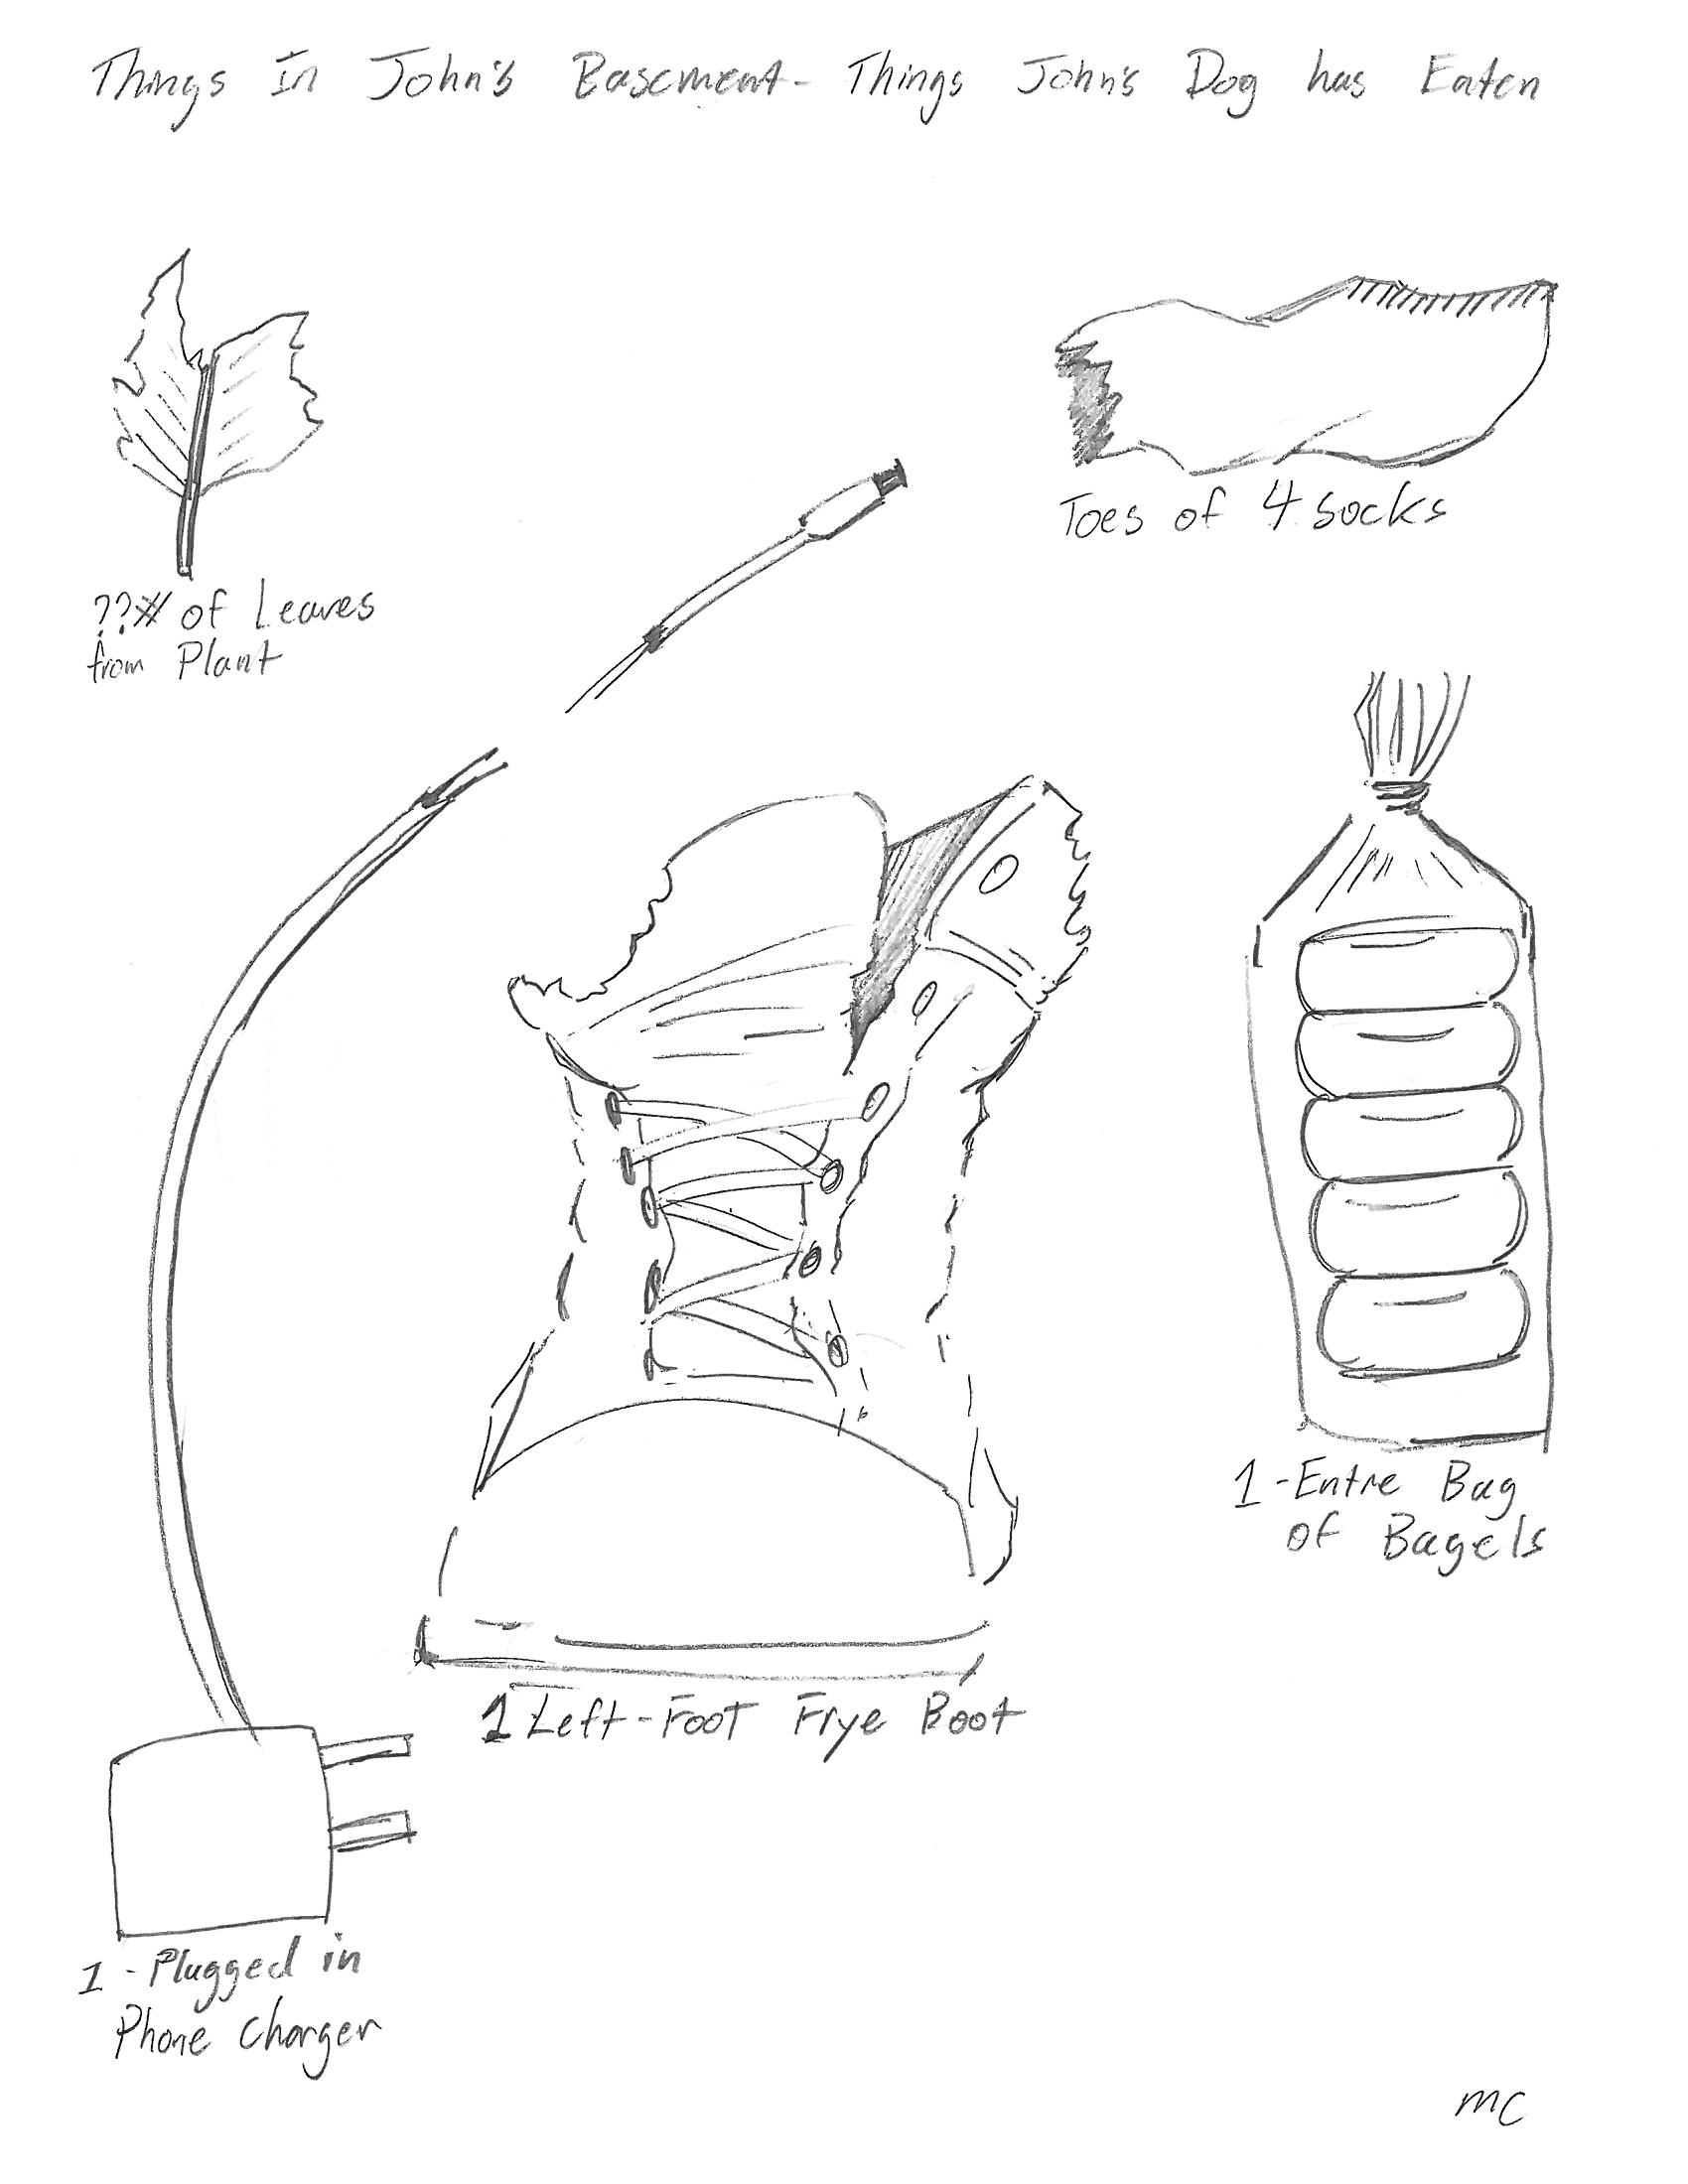 Things In John's Basement- Things John's Dog has Eaten
??# of Leaves
from Plant
Toes of 4 socks
1-Entre Bag
of Bagels
1 Left-Foot Frye Boot
1-Plugged in
Phone Charger
MC